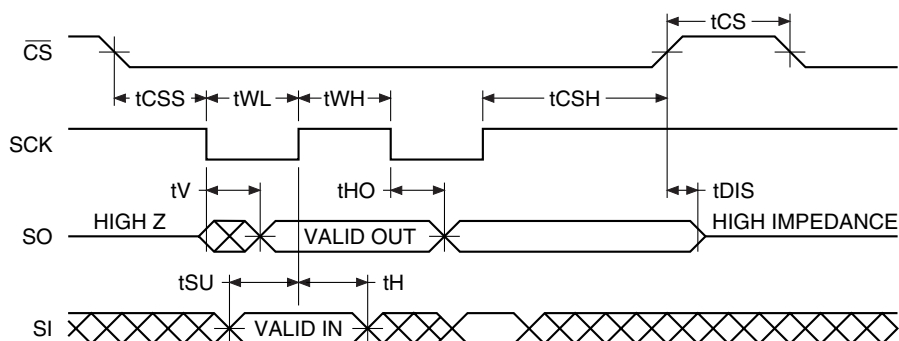 tCS
C̅S̅
tCSS tWL tWH tCSH
SCK
tV tHO tDIS
HIGH Z VALID OUT HIGH IMPEDANCE
SO
tSU tH
SI VALID IN